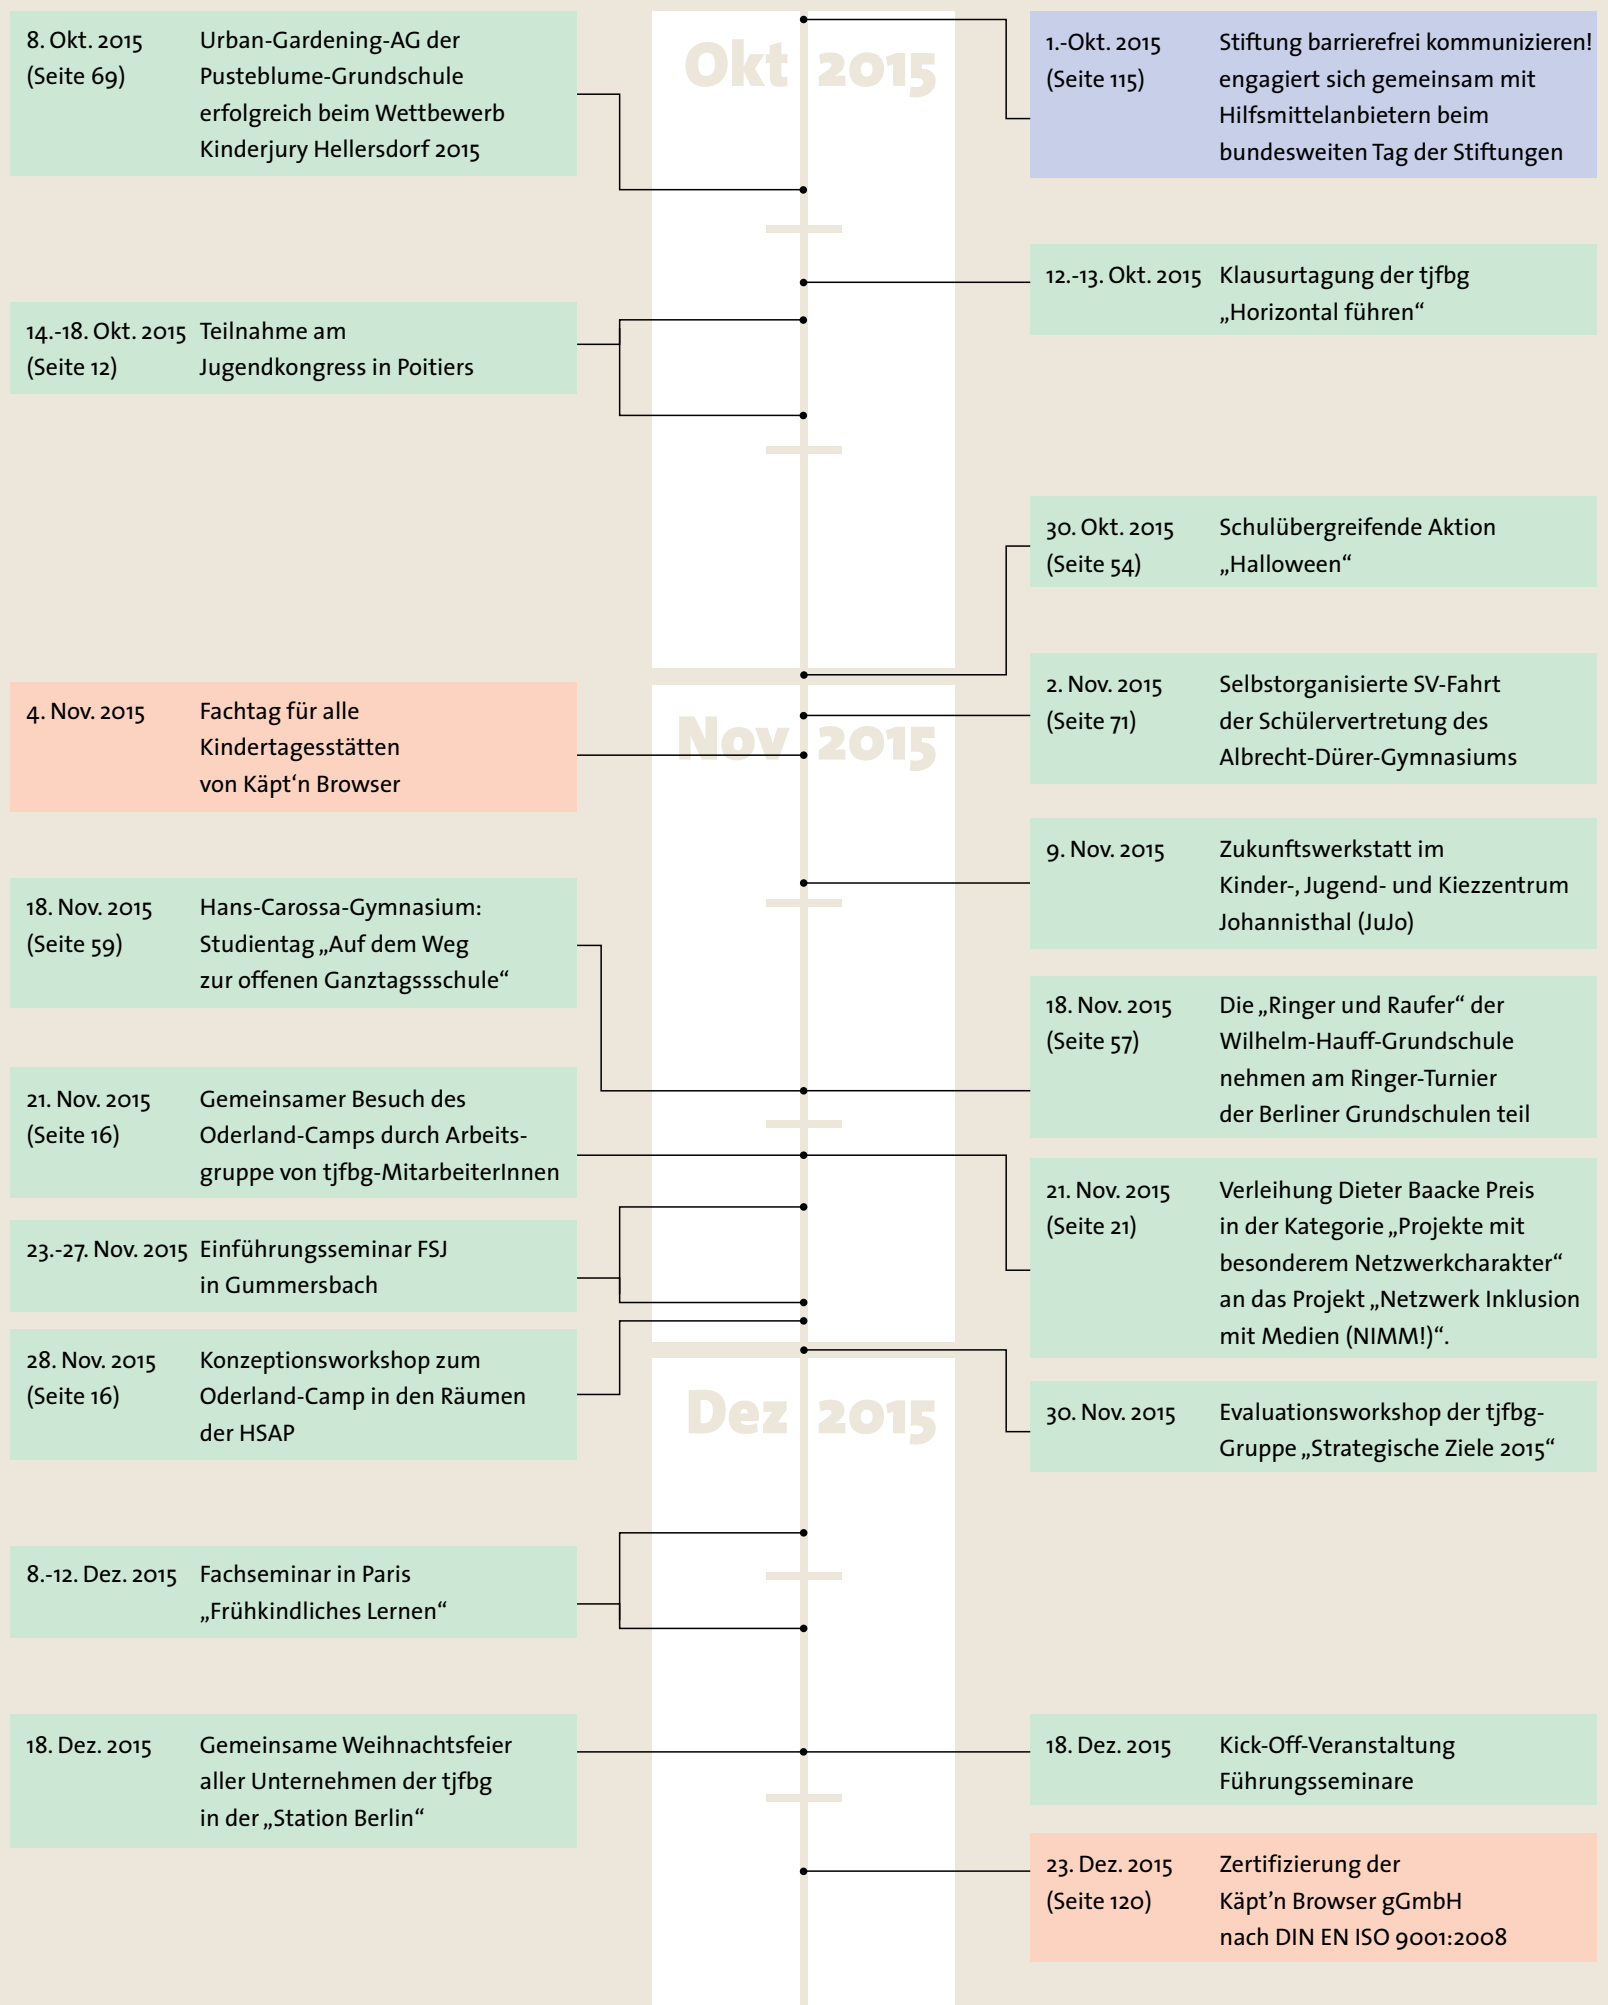 Okt 2015
8. Okt. 2015 Urban-Gardening-AG der
(Seite 69) Pusteblume-Grundschule
erfolgreich beim Wettbewerb
Kinderjury Hellersdorf 2015
1.-Okt. 2015 Stiftung barrierefrei kommunizieren!
(Seite 115) engagiert sich gemeinsam mit
Hilfsmittelanbietern beim
bundesweiten Tag der Stiftungen
12.-13. Okt. 2015 Klausurtagung der tjfbg
„Horizontal führen“
14.-18. Okt. 2015 Teilnahme am
(Seite 12) Jugendkongress in Poitiers
30. Okt. 2015 Schulübergreifende Aktion
(Seite 54) „Halloween“
Nov 2015
2. Nov. 2015 Selbstorganisierte SV-Fahrt
(Seite 71) der Schülervertretung des
Albrecht-Dürer-Gymnasiums
4. Nov. 2015 Fachtag für alle
Kindertagesstätten
von Käpt‘n Browser
9. Nov. 2015 Zukunftswerkstatt im
Kinder-, Jugend- und Kiezzentrum
Johannisthal (JuJo)
18. Nov. 2015 Hans-Carossa-Gymnasium:
(Seite 59) Studientag „Auf dem Weg
zur offenen Ganztagssschule“
18. Nov. 2015 Die „Ringer und Raufer“ der
(Seite 57) Wilhelm-Hauff-Grundschule
nehmen am Ringer-Turnier
der Berliner Grundschulen teil
21. Nov. 2015 Gemeinsamer Besuch des
(Seite 16) Oderland-Camps durch Arbeits-
gruppe von tjfbg-MitarbeiterInnen
21. Nov. 2015 Verleihung Dieter Baacke Preis
(Seite 21) in der Kategorie „Projekte mit
besonderem Netzwerkcharakter“
an das Projekt „Netzwerk Inklusion
mit Medien (NIMM!)“.
23.-27. Nov. 2015 Einführungsseminar FSJ
in Gummersbach
28. Nov. 2015 Konzeptionsworkshop zum
(Seite 16) Oderland-Camp in den Räumen
der HSAP
30. Nov. 2015 Evaluationsworkshop der tjfbg-
Gruppe „Strategische Ziele 2015“
Dez 2015
8.-12. Dez. 2015 Fachseminar in Paris
„Frühkindliches Lernen“
18. Dez. 2015 Gemeinsame Weihnachtsfeier
aller Unternehmen der tjfbg
in der „Station Berlin“
18. Dez. 2015 Kick-Off-Veranstaltung
Führungsseminare
23. Dez. 2015 Zertifizierung der
(Seite 120) Käpt’n Browser gGmbH
nach DIN EN ISO 9001:2008